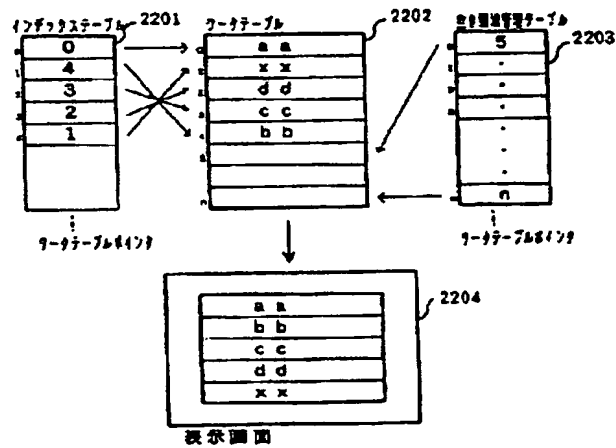 インデックステーブル 2201
データテーブル 2202
空き領域管理テーブル 2203
0
4
3
2
1
a a
x x
d d
c c
b b
5
n
データテーブルポインタ
データテーブルポインタ
2204
a a
b b
c c
d d
x x
表示画面